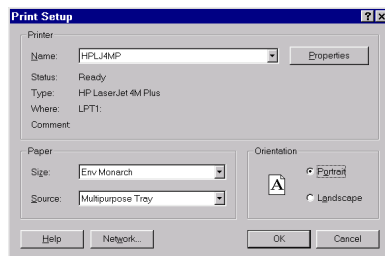 Print Setup
Printer
Name: HPLJ4MP Properties
Status: Ready
Type: HP LaserJet 4M Plus
Where: LPT1:
Comment:
Paper
Size: Env Monarch
Source: Multipurpose Tray
Orientation
A
Portrait
Landscape
Help Network... OK Cancel